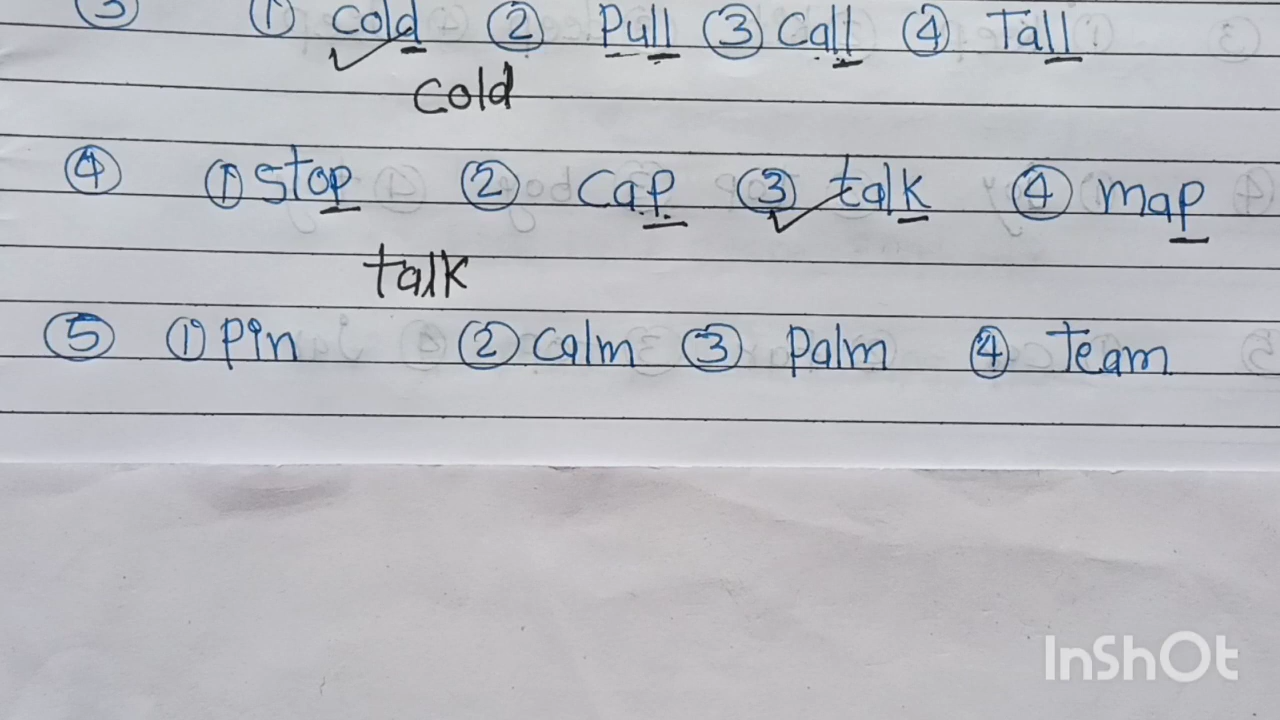 ③ ① cold ② Pull ③ Call ④ Tall
cold
④ ① Stop ② Cap ③ talk ④ map
talk
⑤ ① Pin ② Calm ③ Palm ④ Team
InShOt